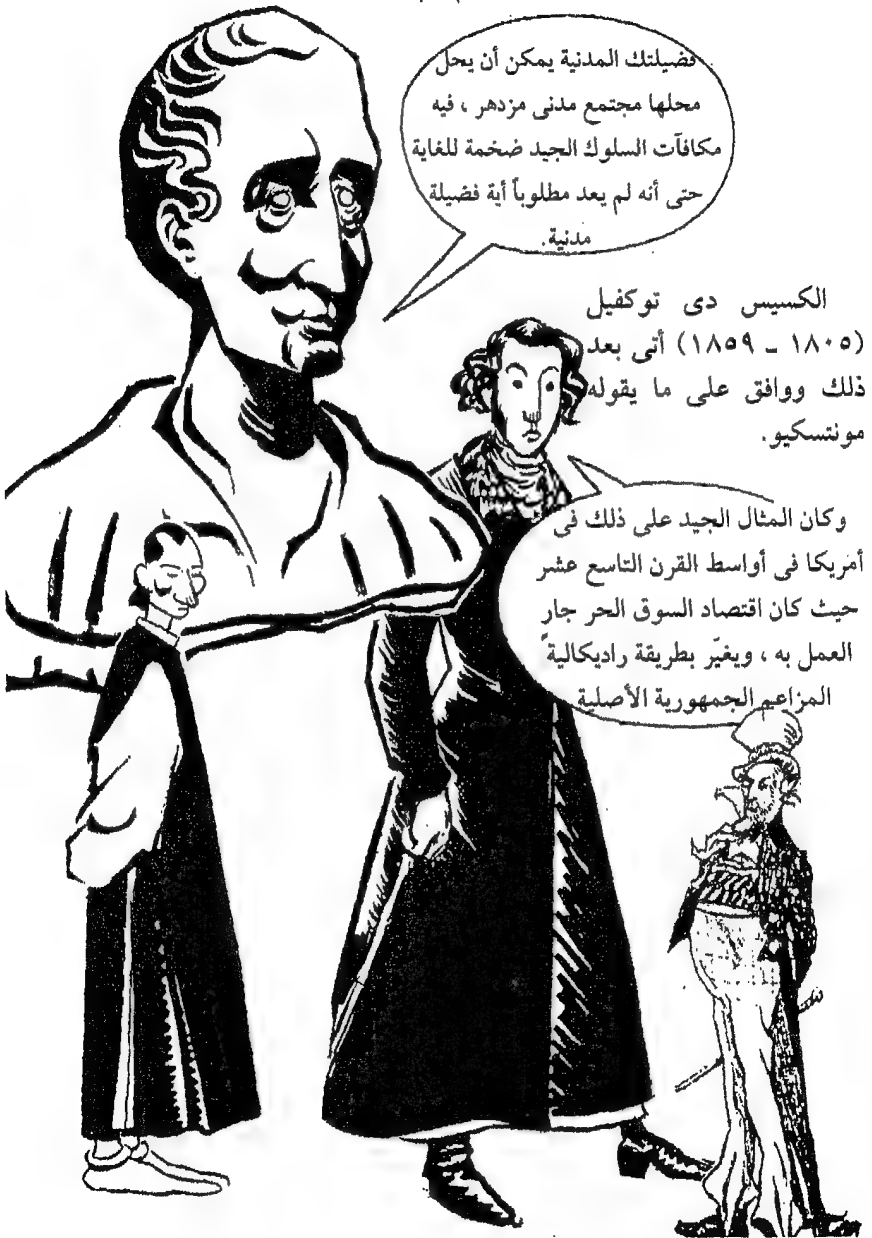 فضيلتك المدنية يمكن أن يحل
محلها مجتمع مدنى مزدهر ، فيه
مكافآت السلوك الجيد ضخمة للغاية
حتى أنه لم يعد مطلوباً أية فضيلة
مدنية.
الكسيس دى توكفيل
(١٨٠٥ ـ ١٨٥٩) أتى بعد
ذلك ووافق على ما يقوله
مونتسكيو.
وكان المثال الجيد على ذلك فى
أمريكا فى أواسط القرن التاسع عشر
حيث كان اقتصاد السوق الحر جارٍ
العمل به ، ويغيّر بطريقة راديكالية
المزاعم الجمهورية الأصلية